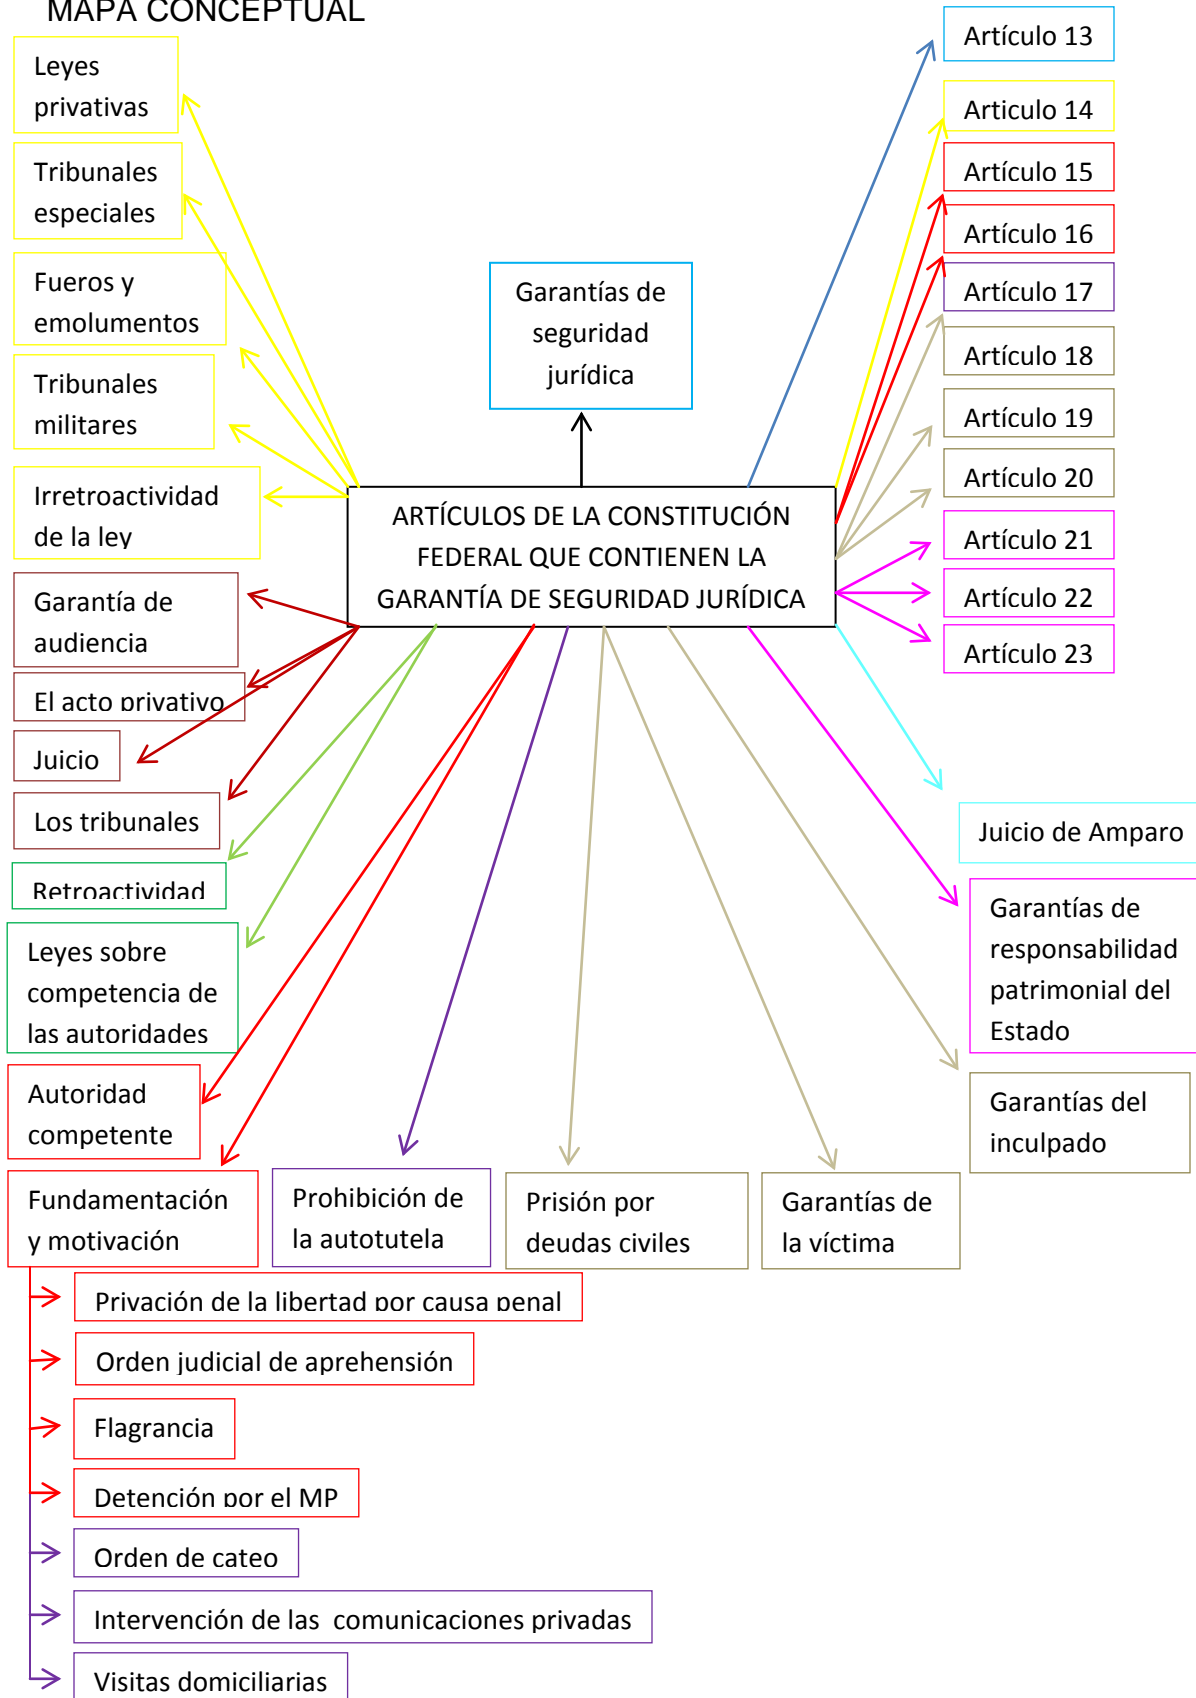 MAPA CONCEPTUAL
Leyes
privativas
Tribunales
especiales
Fueros y
emolumentos
Tribunales
militares
Irretroactividad
de la ley
Garantía de
audiencia
El acto privativo
Juicio
Los tribunales
Retroactividad
Leyes sobre
competencia de
las autoridades
Autoridad
competente
Fundamentación
y motivación
Privación de la libertad por causa penal
Orden judicial de aprehensión
Flagrancia
Detención por el MP
Orden de cateo
Intervención de las comunicaciones privadas
Visitas domiciliarias
Garantías de
seguridad
jurídica
ARTÍCULOS DE LA CONSTITUCIÓN
FEDERAL QUE CONTIENEN LA
GARANTÍA DE SEGURIDAD JURÍDICA
Prohibición de
la autotutela
Prisión por
deudas civiles
Garantías de
la víctima
Artículo 13
Articulo 14
Artículo 15
Artículo 16
Artículo 17
Artículo 18
Artículo 19
Artículo 20
Artículo 21
Artículo 22
Artículo 23
Juicio de Amparo
Garantías de
responsabilidad
patrimonial del
Estado
Garantías del
inculpado